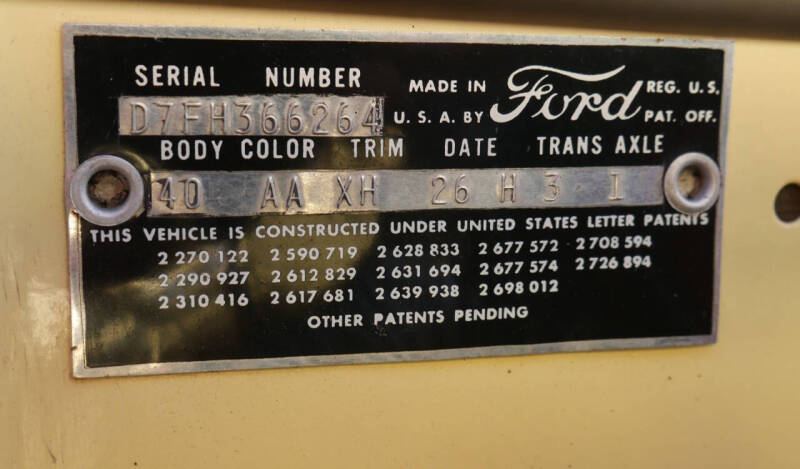 SERIAL NUMBER MADE IN Ford REG. U.S.
D7FH366264 U. S. A. BY PAT. OFF.
BODY COLOR TRIM DATE TRANS AXLE
40 AA XH 26 H 3 1
THIS VEHICLE IS CONSTRUCTED UNDER UNITED STATES LETTER PATENTS
2 270 122 2 590 719 2 628 833 2 677 572 2 708 594
2 290 927 2 612 829 2 631 694 2 677 574 2 726 894
2 310 416 2 617 681 2 639 938 2 698 012
OTHER PATENTS PENDING